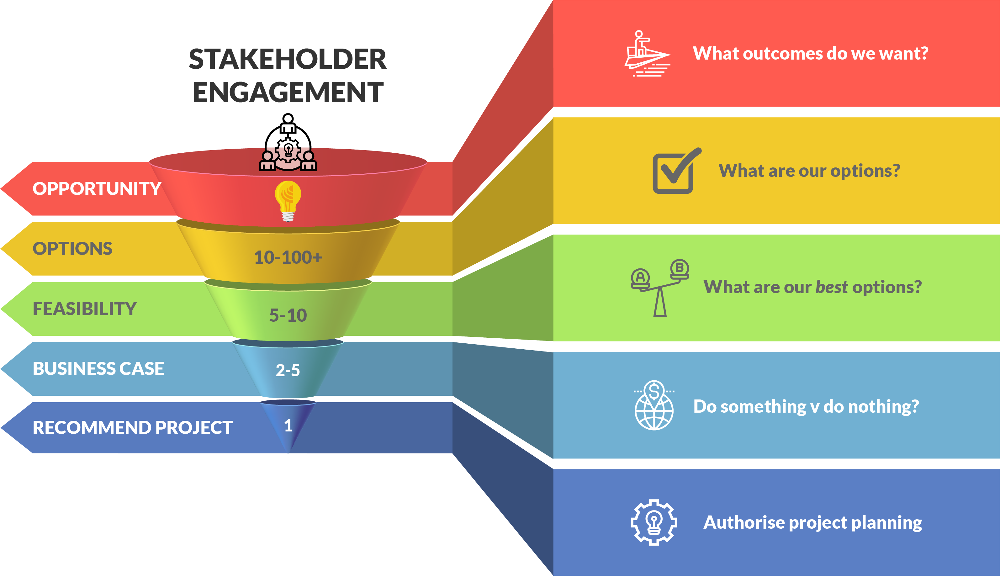 STAKEHOLDER
ENGAGEMENT
OPPORTUNITY
What outcomes do we want?
OPTIONS
10-100+
What are our options?
FEASIBILITY
5-10
A
B
What are our best options?
BUSINESS CASE
2-5
$
Do something v do nothing?
RECOMMEND PROJECT
1
Authorise project planning